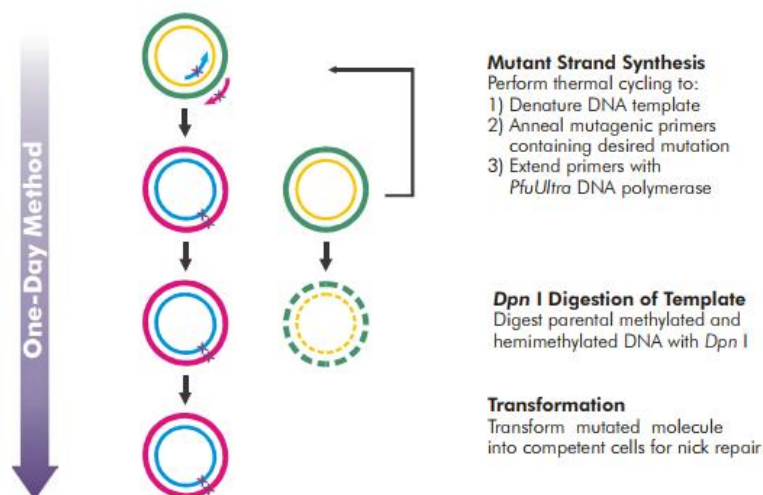 One-Day Method
Mutant Strand Synthesis
Perform thermal cycling to:
1) Denature DNA template
2) Anneal mutagenic primers
containing desired mutation
3) Extend primers with
PfuUltra DNA polymerase
Dpn I Digestion of Template
Digest parental methylated and
hemimethylated DNA with Dpn I
Transformation
Transform mutated molecule
into competent cells for nick repair